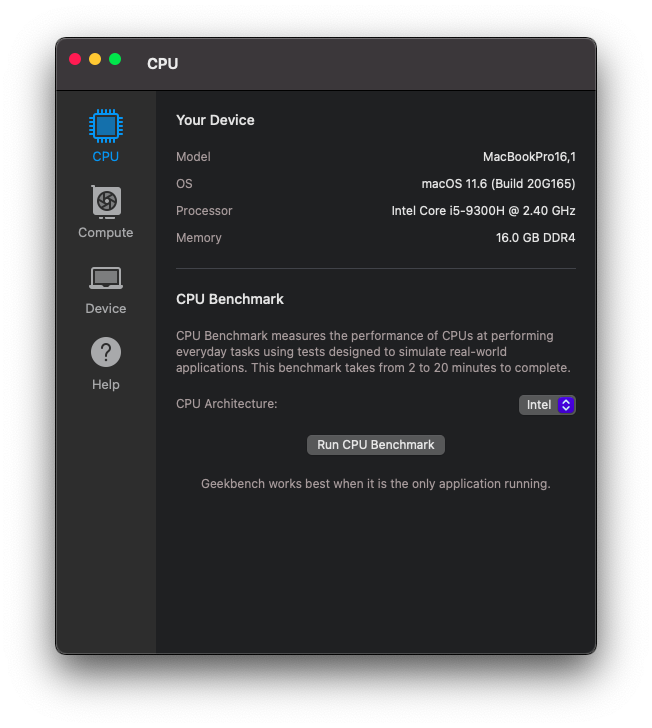 CPU
CPU
Compute
Device
Help
Your Device
Model MacBookPro16,1
OS macOS 11.6 (Build 20G165)
Processor Intel Core i5-9300H @ 2.40 GHz
Memory 16.0 GB DDR4
CPU Benchmark
CPU Benchmark measures the performance of CPUs at performing
everyday tasks using tests designed to simulate real-world
applications. This benchmark takes from 2 to 20 minutes to complete.
CPU Architecture: Intel
Run CPU Benchmark
Geekbench works best when it is the only application running.